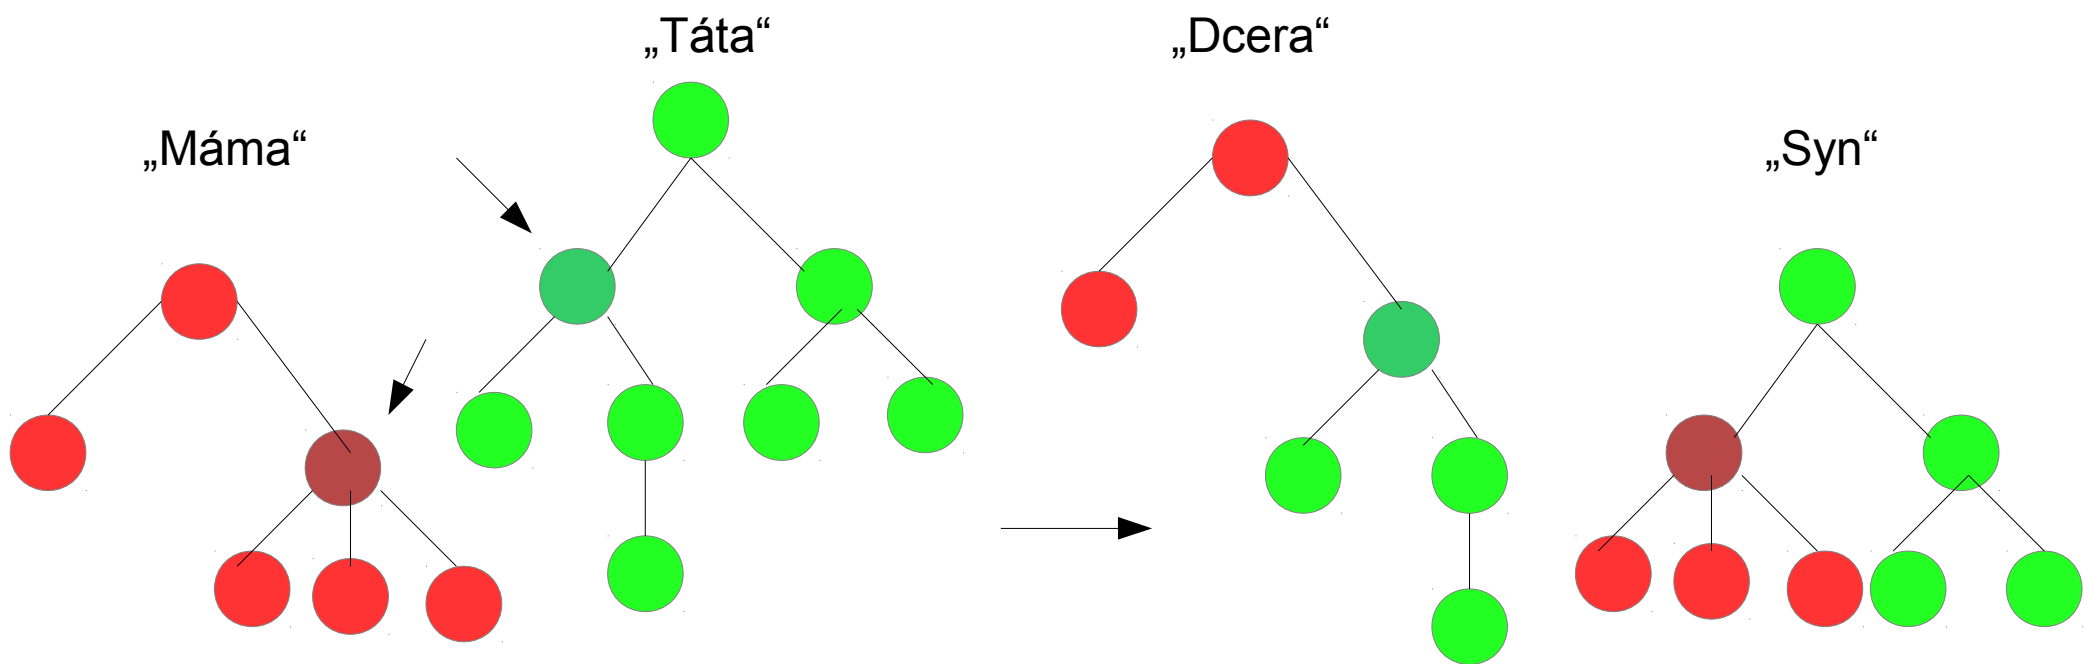 „Táta“
„Dcera“
„Máma“
„Syn“